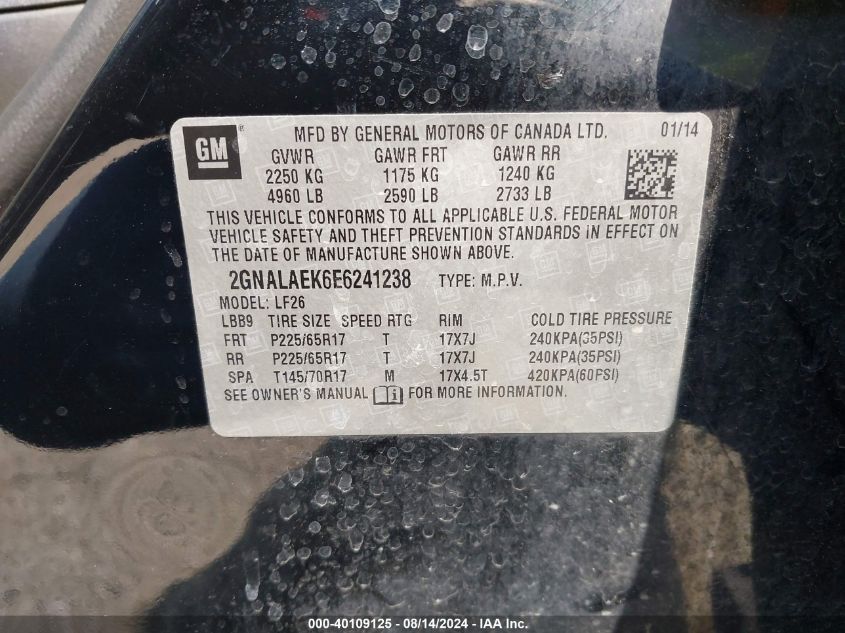 GM ® MFD BY GENERAL MOTORS OF CANADA LTD. 01/14
GVWR GAWR FRT GAWR RR
2250 KG 1175 KG 1240 KG
4960 LB 2590 LB 2733 LB
THIS VEHICLE CONFORMS TO ALL APPLICABLE U.S. FEDERAL MOTOR
VEHICLE SAFETY AND THEFT PREVENTION STANDARDS IN EFFECT ON
THE DATE OF MANUFACTURE SHOWN ABOVE.
2GNALAEK6E6241238 TYPE: M.P.V.
MODEL: LF26
LBB9 TIRE SIZE SPEED RTG RIM COLD TIRE PRESSURE
FRT P225/65R17 T 17X7J 240KPA(35PSI)
RR P225/65R17 T 17X7J 240KPA(35PSI)
SPA T145/70R17 M 17X4.5T 420KPA(60PSI)
SEE OWNER'S MANUAL FOR MORE INFORMATION.
000-40109125 - 08/14/2024 - IAA Inc.